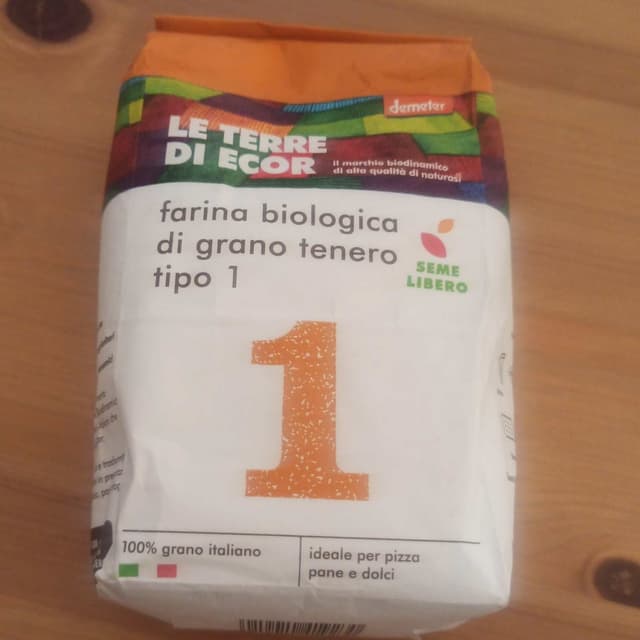 demeter
LE TERRE
DI ECOR
il marchio biodinamico
di alta qualità di naturasì
farina biologica
di grano tenero
tipo 1
SEME
LIBERO
1
100% grano italiano
ideale per pizza
pane e dolci